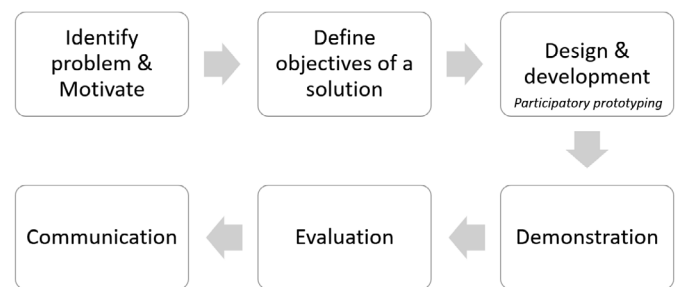 Identify
problem &
Motivate
Define
objectives of a
solution
Design &
development
Participatory prototyping
Demonstration
Evaluation
Communication